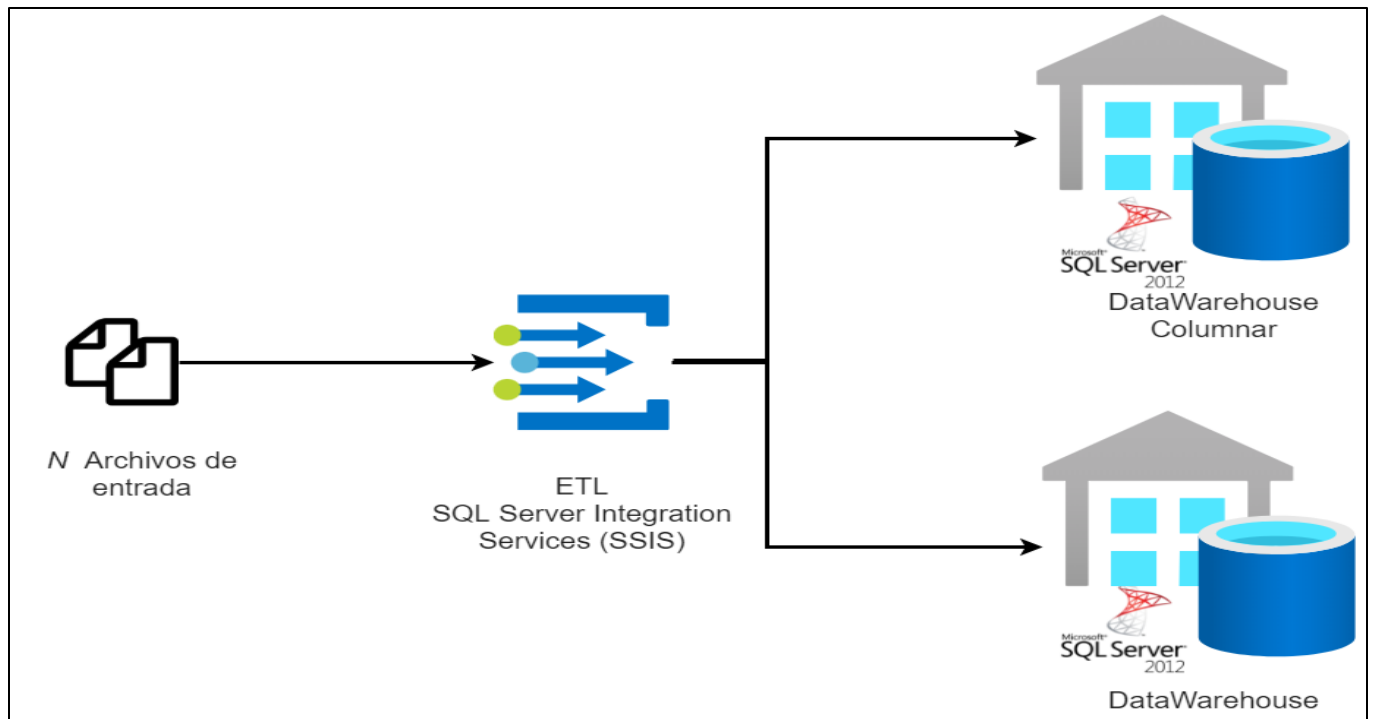 Microsoft®
SQL Server®
2012
DataWarehouse
Columnar
N Archivos de
entrada
ETL
SQL Server Integration
Services (SSIS)
Microsoft®
SQL Server®
2012
DataWarehouse